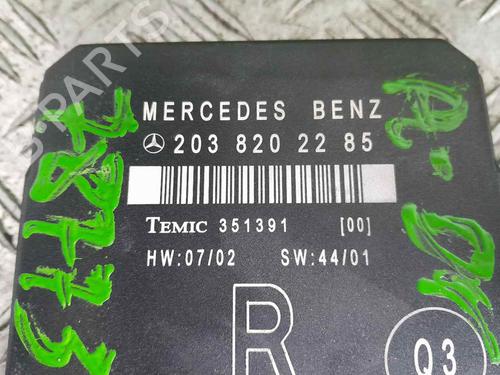 MERCEDES BENZ
203 820 22 85
TEMIC 351391 [00]
HW:07/02 SW:44/01
R
Q3